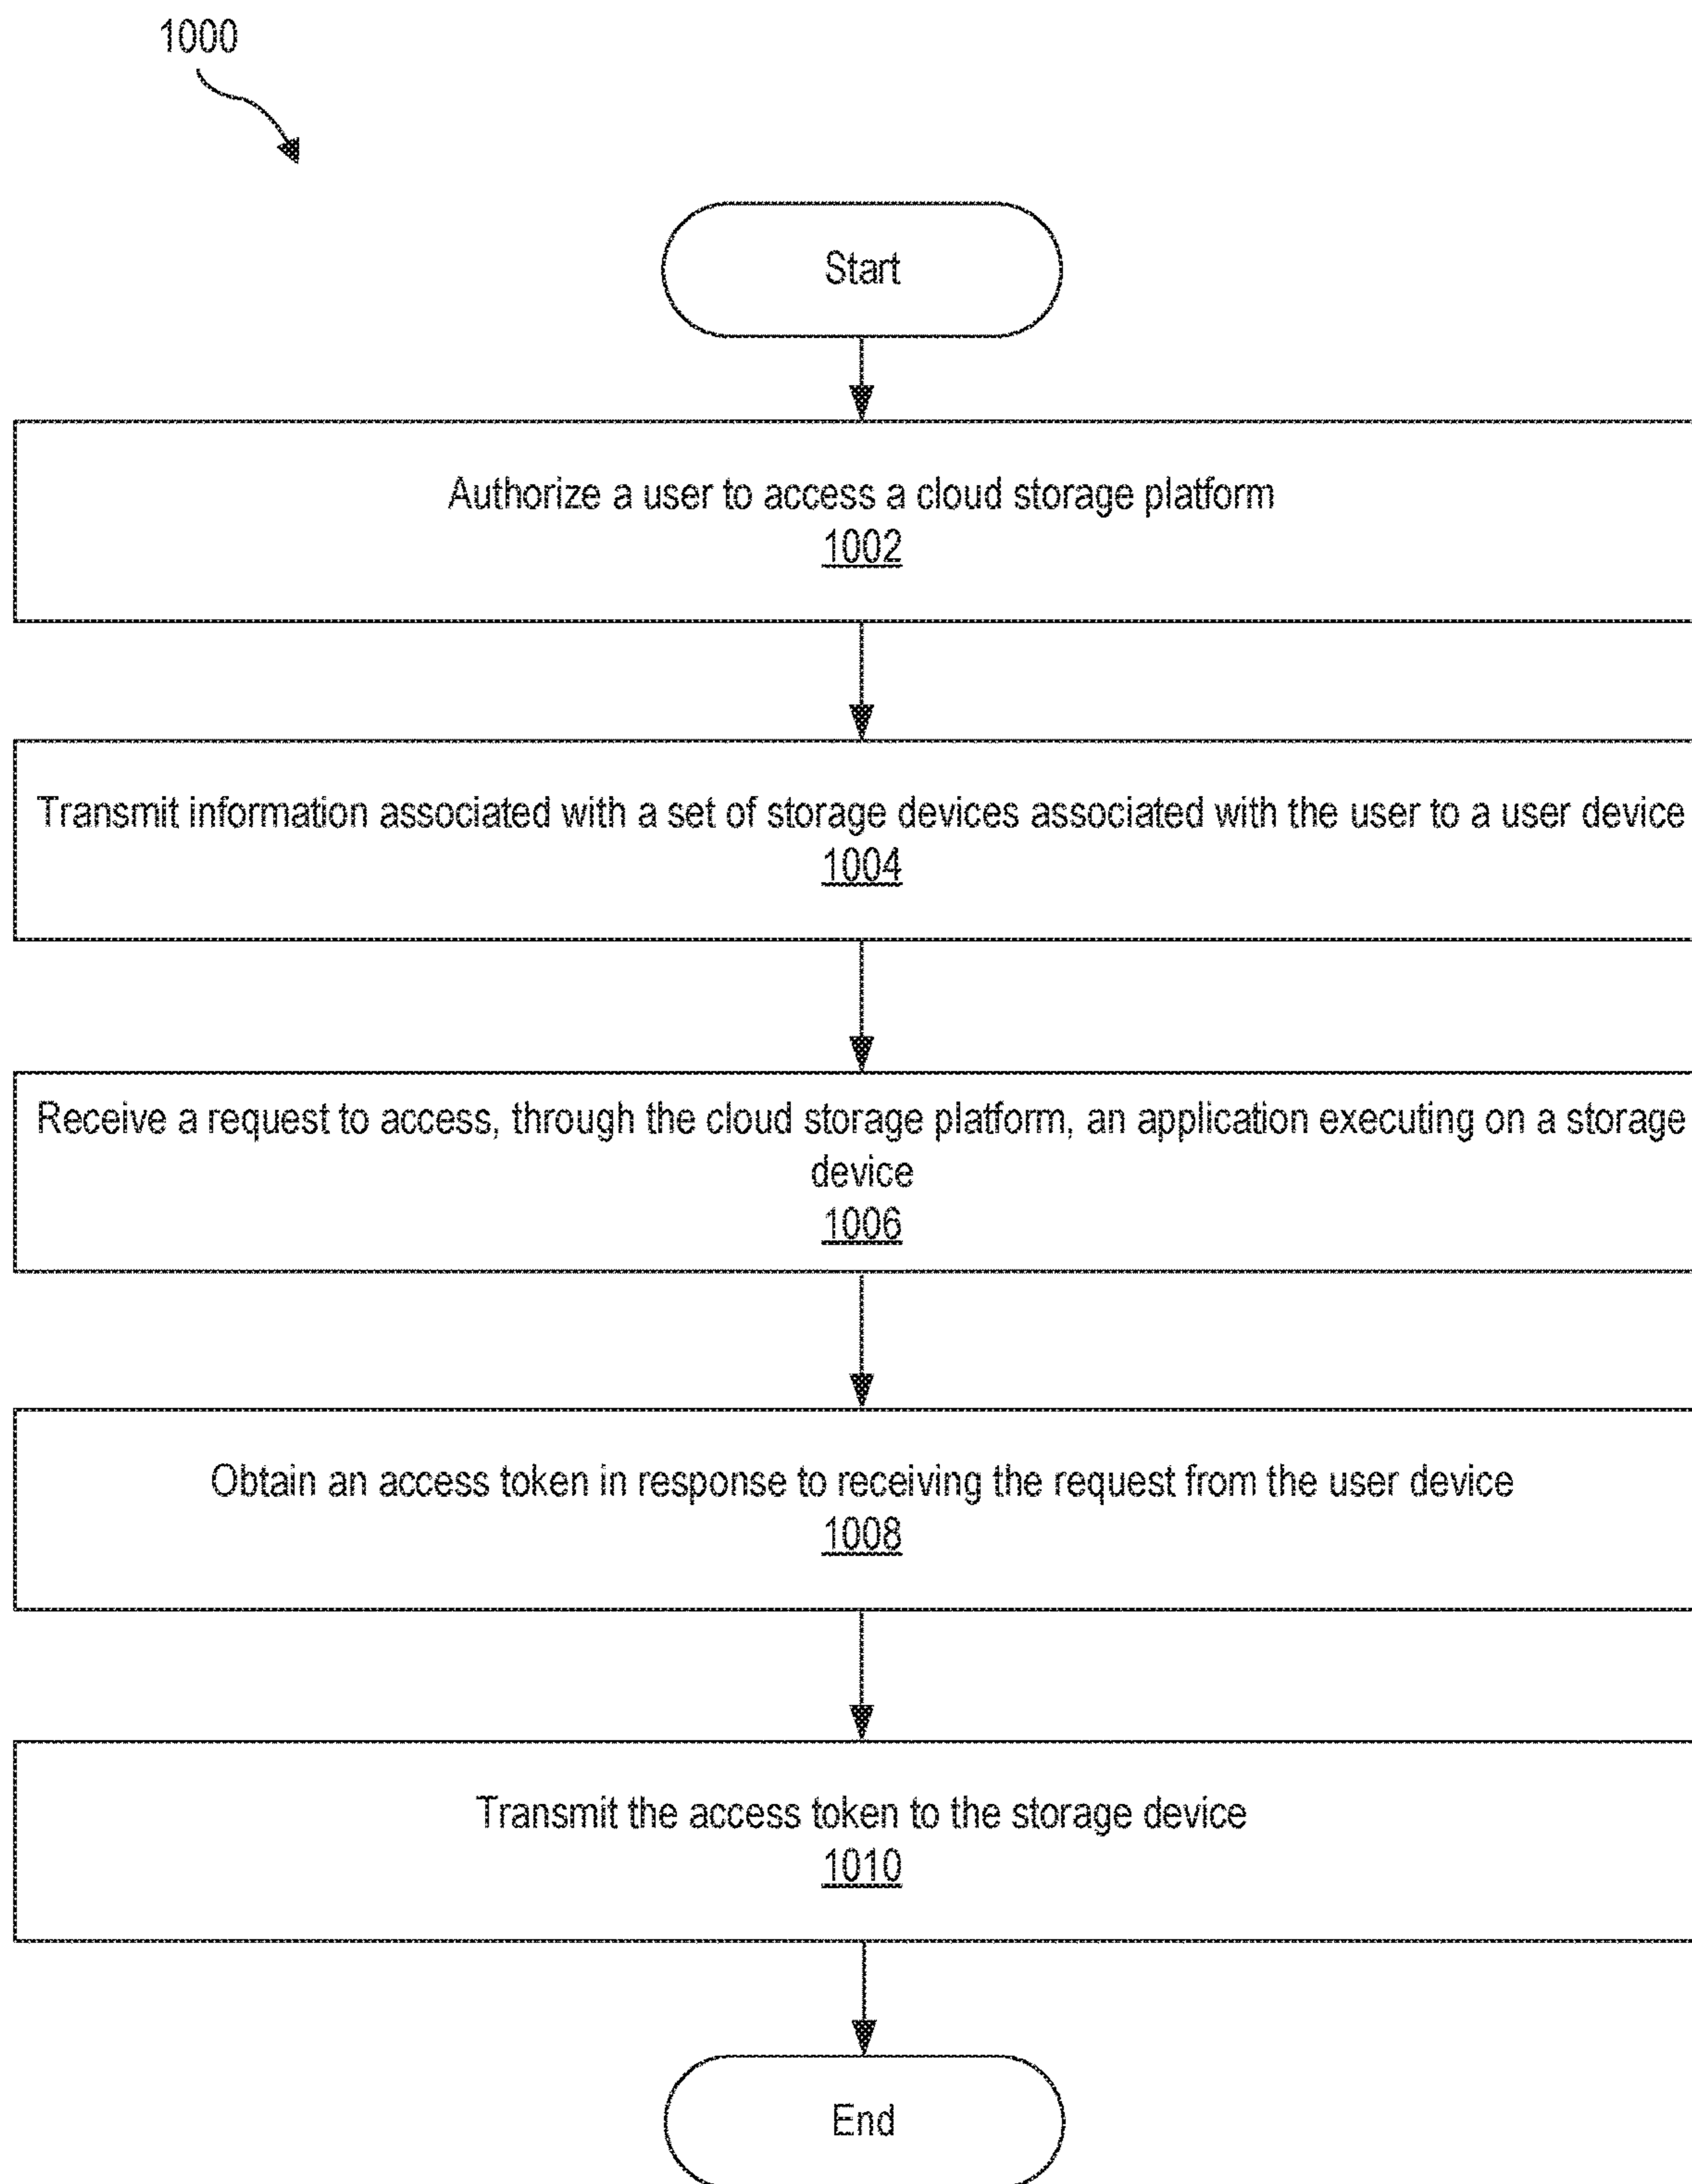 1000
Start
Authorize a user to access a cloud storage platform
1002
Transmit information associated with a set of storage devices associated with the user to a user device
1004
Receive a request to access, through the cloud storage platform, an application executing on a storage
device
1006
Obtain an access token in response to receiving the request from the user device
1008
Transmit the access token to the storage device
1010
End